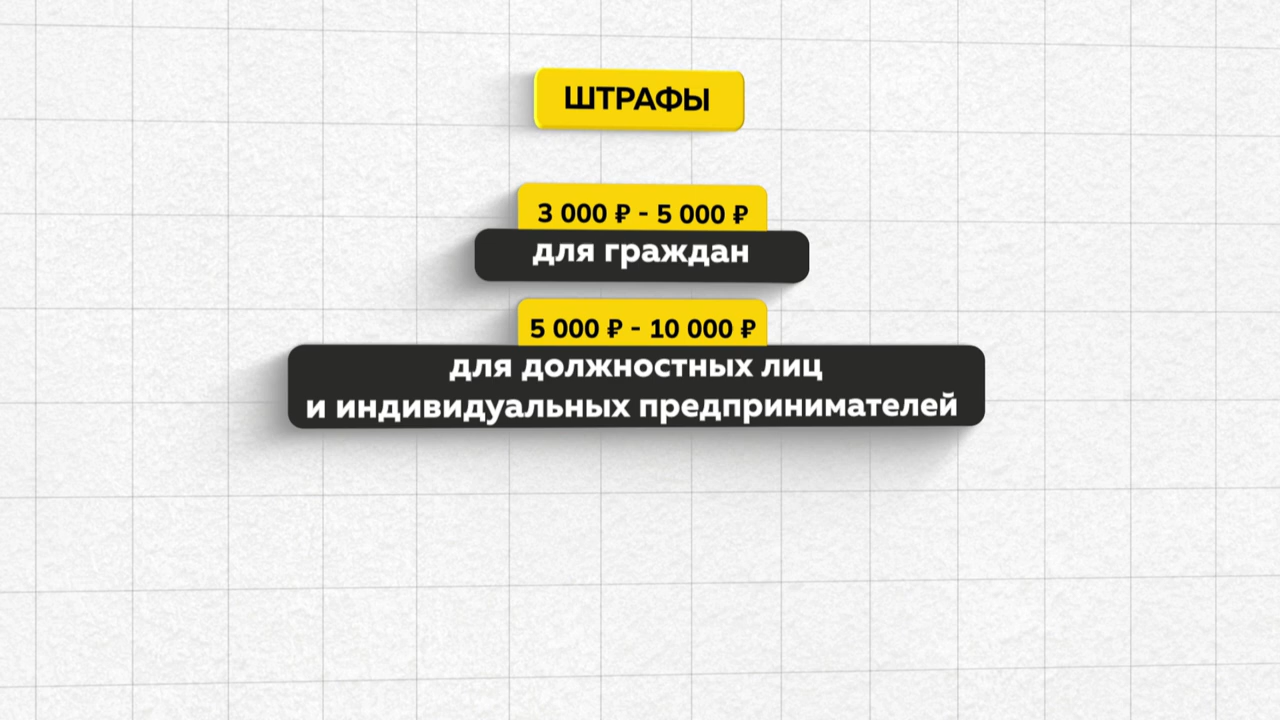 ШТРАФЫ
3 000 ₽ - 5 000 ₽
для граждан
5 000 ₽ - 10 000 ₽
для должностных лиц
и индивидуальных предпринимателей